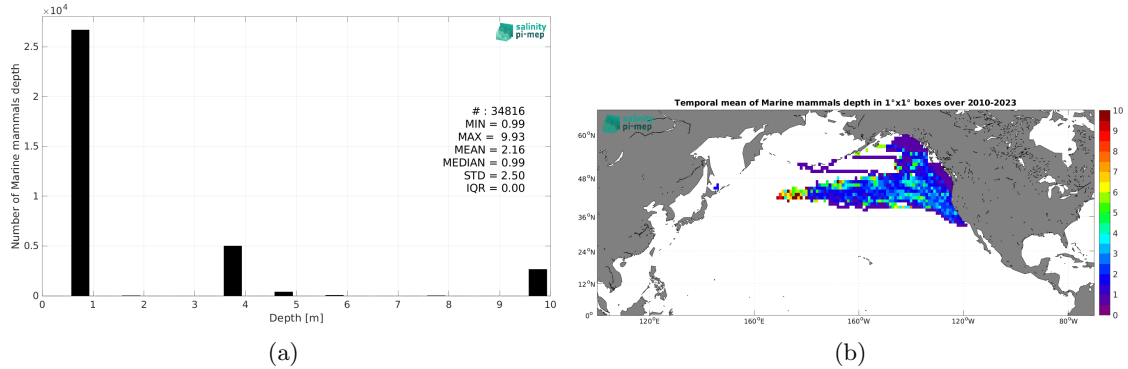 ×10⁴
salinity
pi-mep
2.5
2
1.5
1
0.5
0
Number of Marine mammals depth
# : 34816
MIN = 0.99
MAX = 9.93
MEAN = 2.16
MEDIAN = 0.99
STD = 2.50
IQR = 0.00
0 1 2 3 4 5 6 7 8 9 10
Depth [m]
(a)
Temporal mean of Marine mammals depth in 1°x1° boxes over 2010-2023
salinity
pi-mep
60°N
48°N
36°N
24°N
12°N
0°
120°E 160°E 160°W 120°W 80°W
10
9
8
7
6
5
4
3
2
1
0
(b)